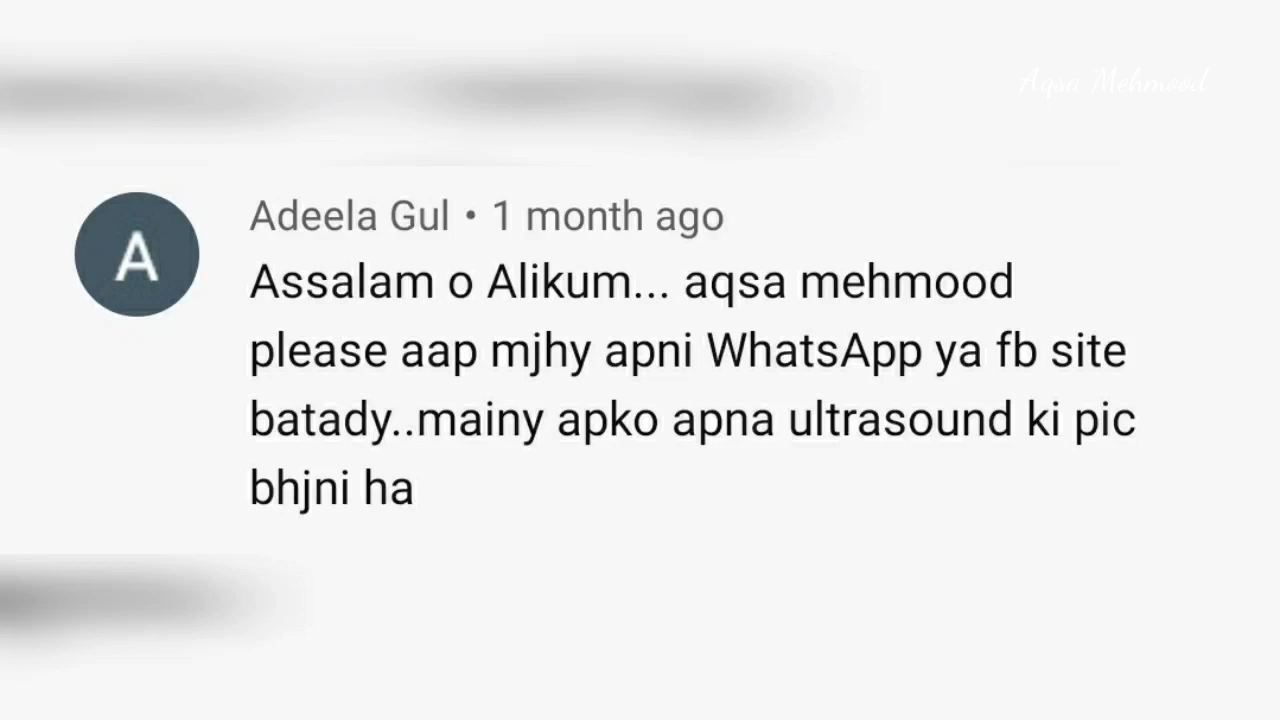 Aqsa Mehmood
Adeela Gul • 1 month ago
Assalam o Alikum... aqsa mehmood
please aap mjhy apni WhatsApp ya fb site
batady..mainy apko apna ultrasound ki pic
bhjni ha
A